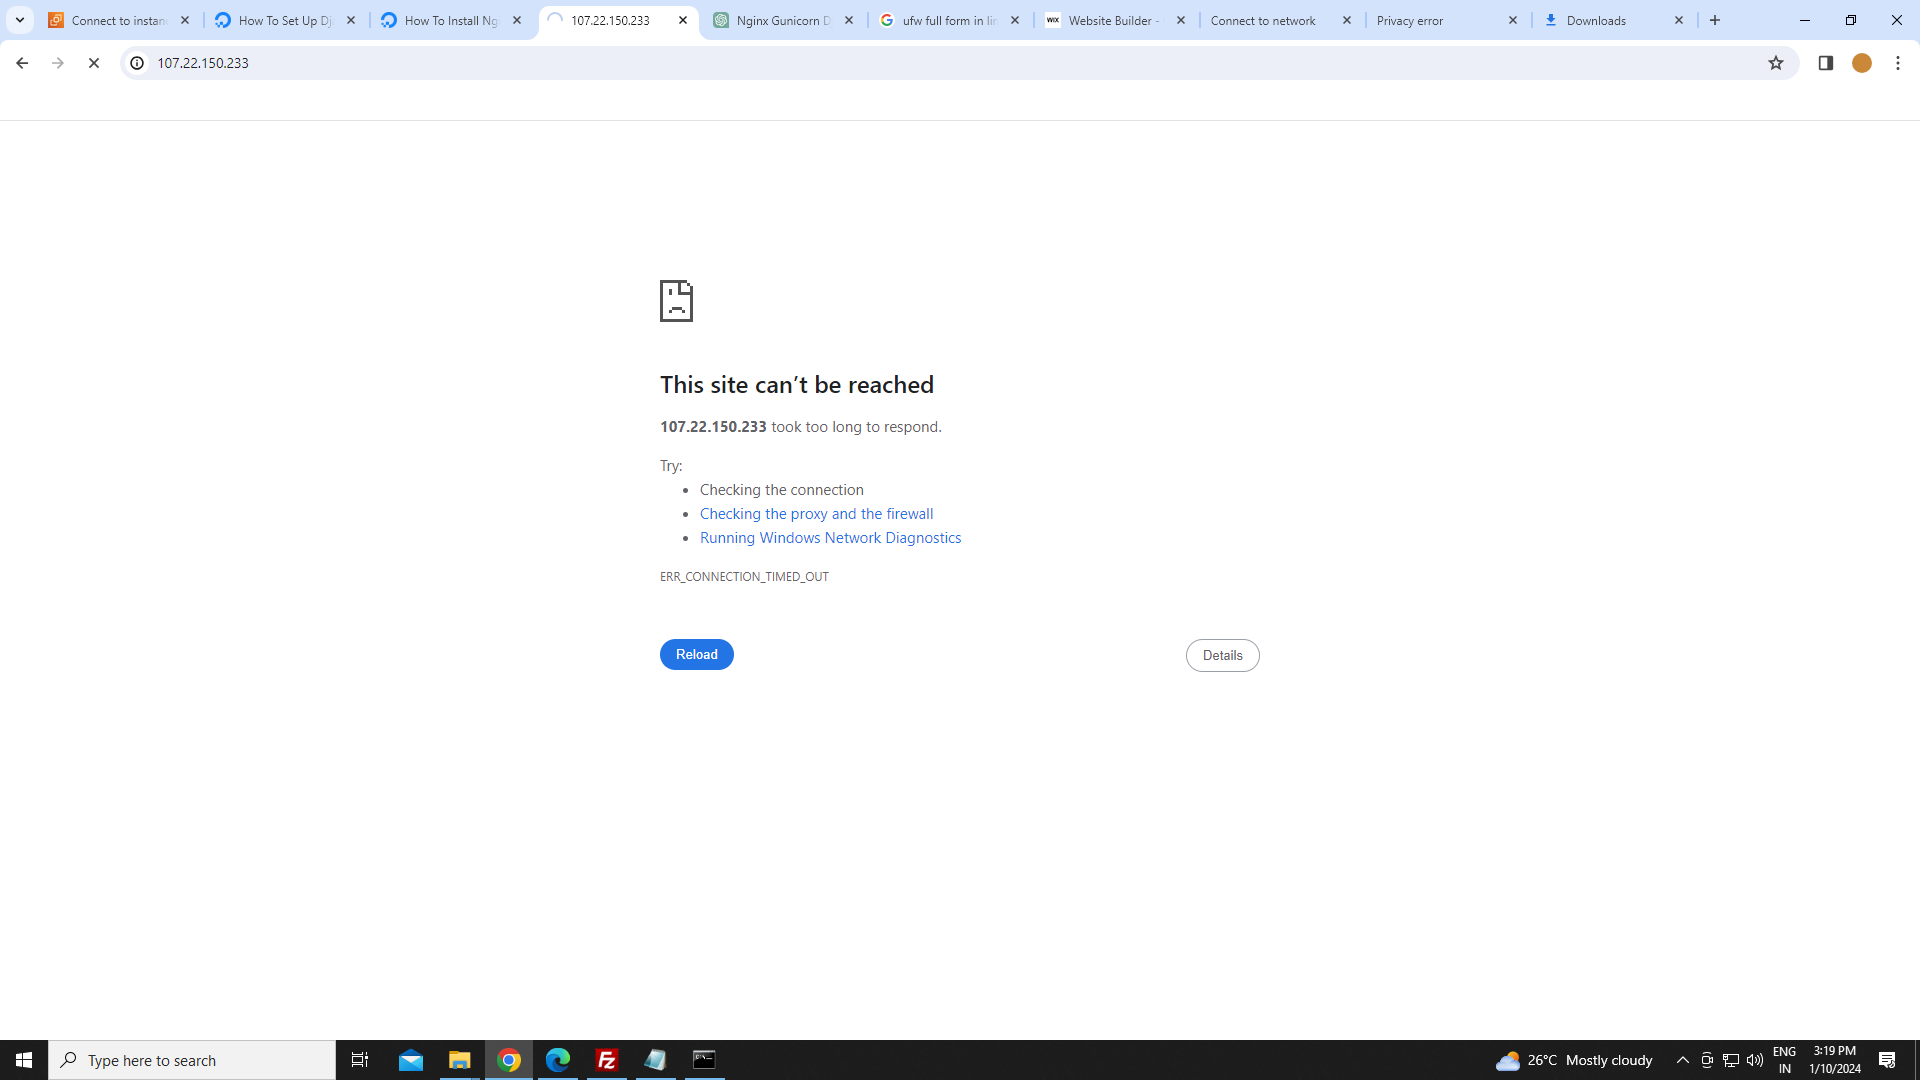 Connect to instan
How To Set Up Dj
How To Install Ng
107.22.150.233
Nginx Gunicorn D
ufw full form in lin
WIX
Website Builder -
Connect to network
Privacy error
Downloads
107.22.150.233
This site can’t be reached
107.22.150.233 took too long to respond.
Try:
Checking the connection
Checking the proxy and the firewall
Running Windows Network Diagnostics
ERR_CONNECTION_TIMED_OUT
Reload
Details
Type here to search
Fz
C:\_
26°C Mostly cloudy
ENG
IN
3:19 PM
1/10/2024